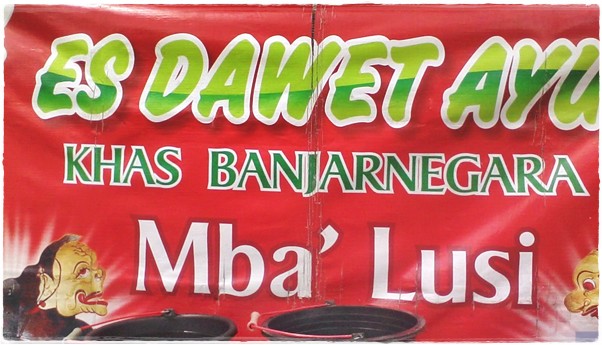 ES DAWET AYU
KHAS BANJARNEGARA
Mba' Lusi